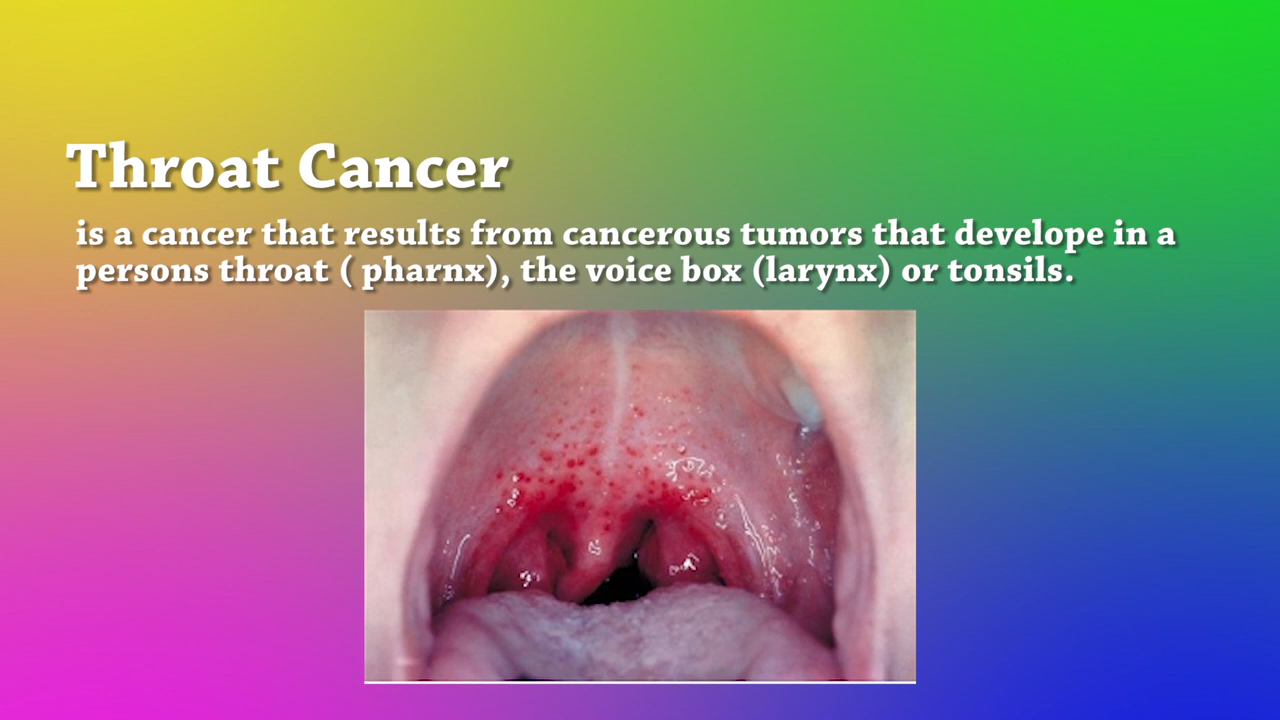 Throat Cancer
is a cancer that results from cancerous tumors that develope in a
persons throat ( pharnx), the voice box (larynx) or tonsils.